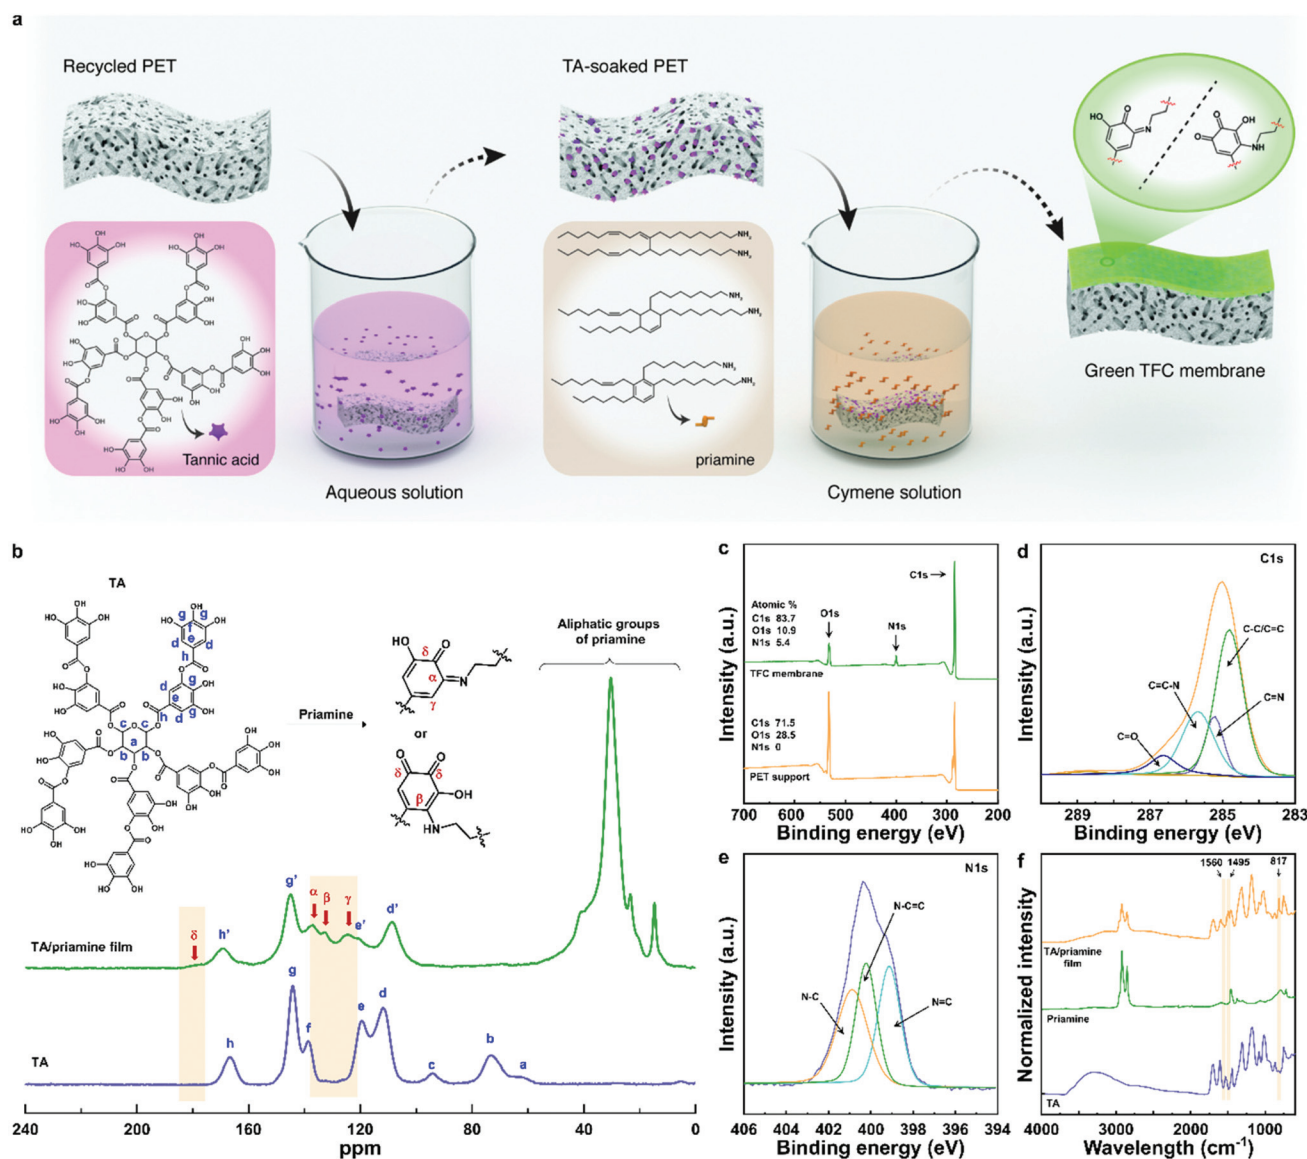 a
Recycled PET
TA-soaked PET
Tannic acid
Aqueous solution
priamine
Cymene solution
Green TFC membrane
b
TA
Priamine
or
Aliphatic groups
of priamine
δ
h'
g'
α
β
γ
e'
d'
TA/priamine film
h
g
f
e
d
c
b
a
TA
240
200
160
120
80
40
0
ppm
c
Intensity (a.u.)
Atomic %
C1s 83.7
O1s 10.9
N1s 5.4
O1s
N1s
C1s
TFC membrane
C1s 71.5
O1s 28.5
N1s 0
PET support
700 600 500 400 300 200
Binding energy (eV)
d
C1s
Intensity (a.u.)
C-C/C=C
C=C-N
C=N
C=O
289 287 285 283
Binding energy (eV)
e
N1s
Intensity (a.u.)
N-C=C
N-C
N=C
406 404 402 400 398 396 394
Binding energy (eV)
f
1560 1495 817
Normalized intensity
TA/priamine
film
Priamine
TA
4000 3000 2000 1000
Wavelength (cm-1)